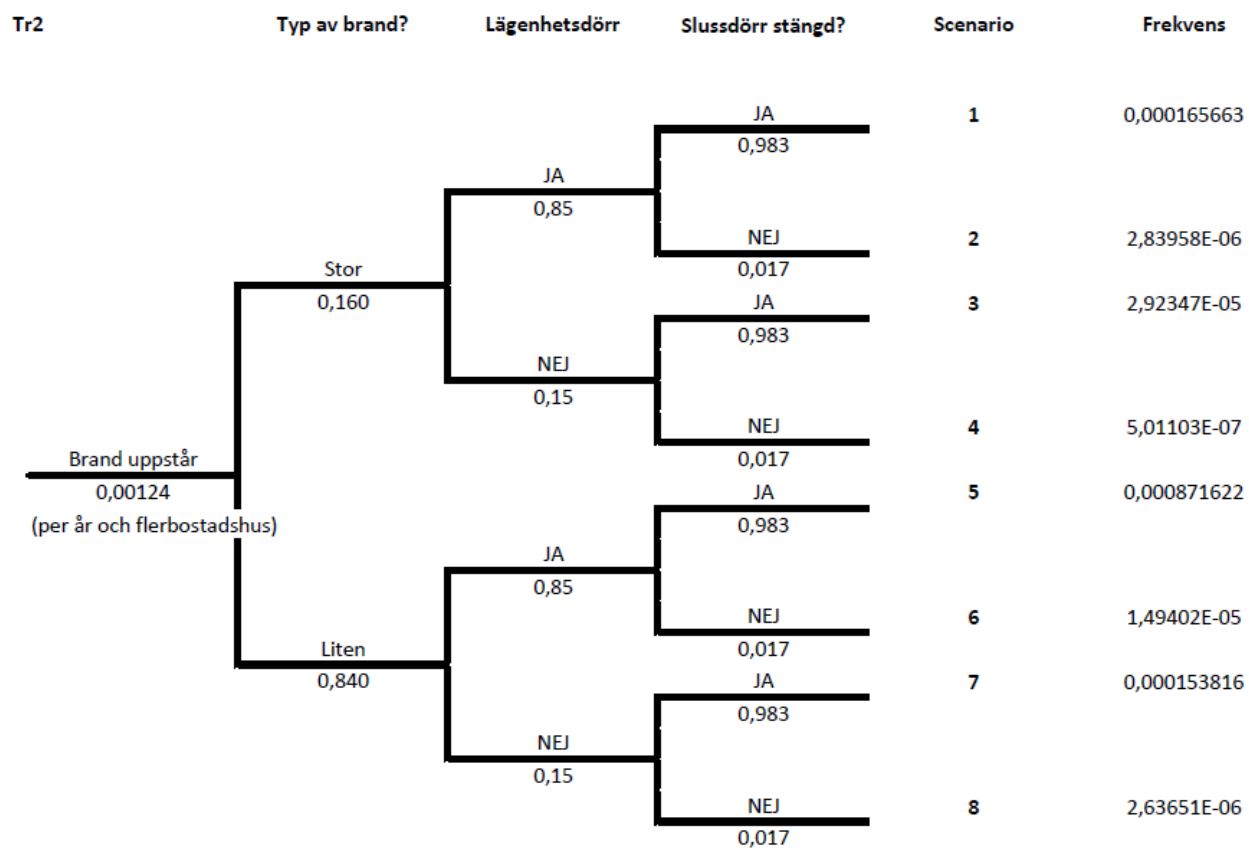 Tr2 Typ av brand? Lägenhetsdörr Slussdörr stängd? Scenario Frekvens
JA 1 0,000165663
0,983
JA
0,85
NEJ 2 2,83958E-06
0,017
Stor
0,160
JA 3 2,92347E-05
0,983
NEJ
0,15
NEJ 4 5,01103E-07
0,017
Brand uppstår
0,00124
(per år och flerbostadshus)
JA 5 0,000871622
0,983
JA
0,85
NEJ 6 1,49402E-05
0,017
Liten
0,840
JA 7 0,000153816
0,983
NEJ
0,15
NEJ 8 2,63651E-06
0,017